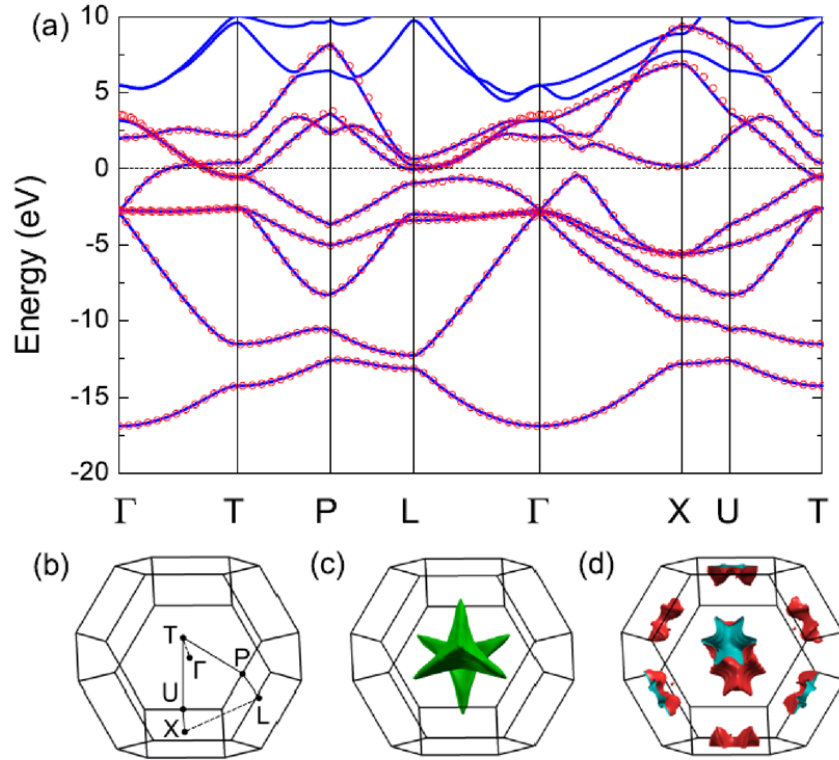 (a)
10
5
0
-5
-10
-15
-20
Energy (eV)
Γ T P L Γ X U T
(b) (c) (d)
T
Γ
P
U
L
X